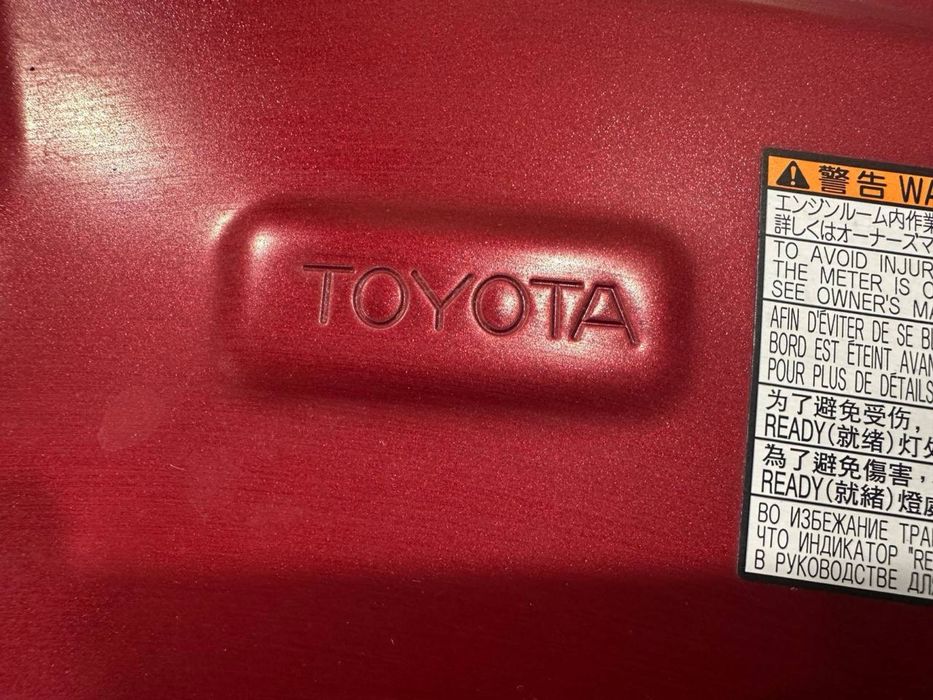 TOYOTA
警告 WA
エンジンルーム内作業
詳しくはオーナーズマ
TO AVOID INJUR
THE METER IS O
SEE OWNER'S MA
AFIN D'ÉVITER DE SE BL
BORD EST ÉTEINT AVAN
POUR PLUS DE DÉTAILS
为了避免受伤，
READY(就绪)灯
為了避免傷害，
READY(就緒)燈
ВО ИЗБЕЖАНИЕ ТРА
ЧТО ИНДИКАТОР "RE
В РУКОВОДСТВЕ ДЛ